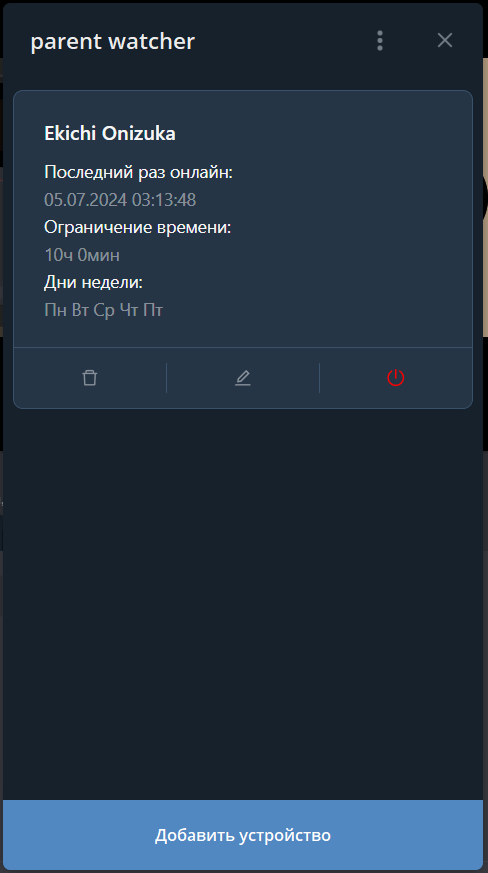 parent watcher
Ekichi Onizuka
Последний раз онлайн:
05.07.2024 03:13:48
Ограничение времени:
10ч 0мин
Дни недели:
Пн Вт Ср Чт Пт
Добавить устройство